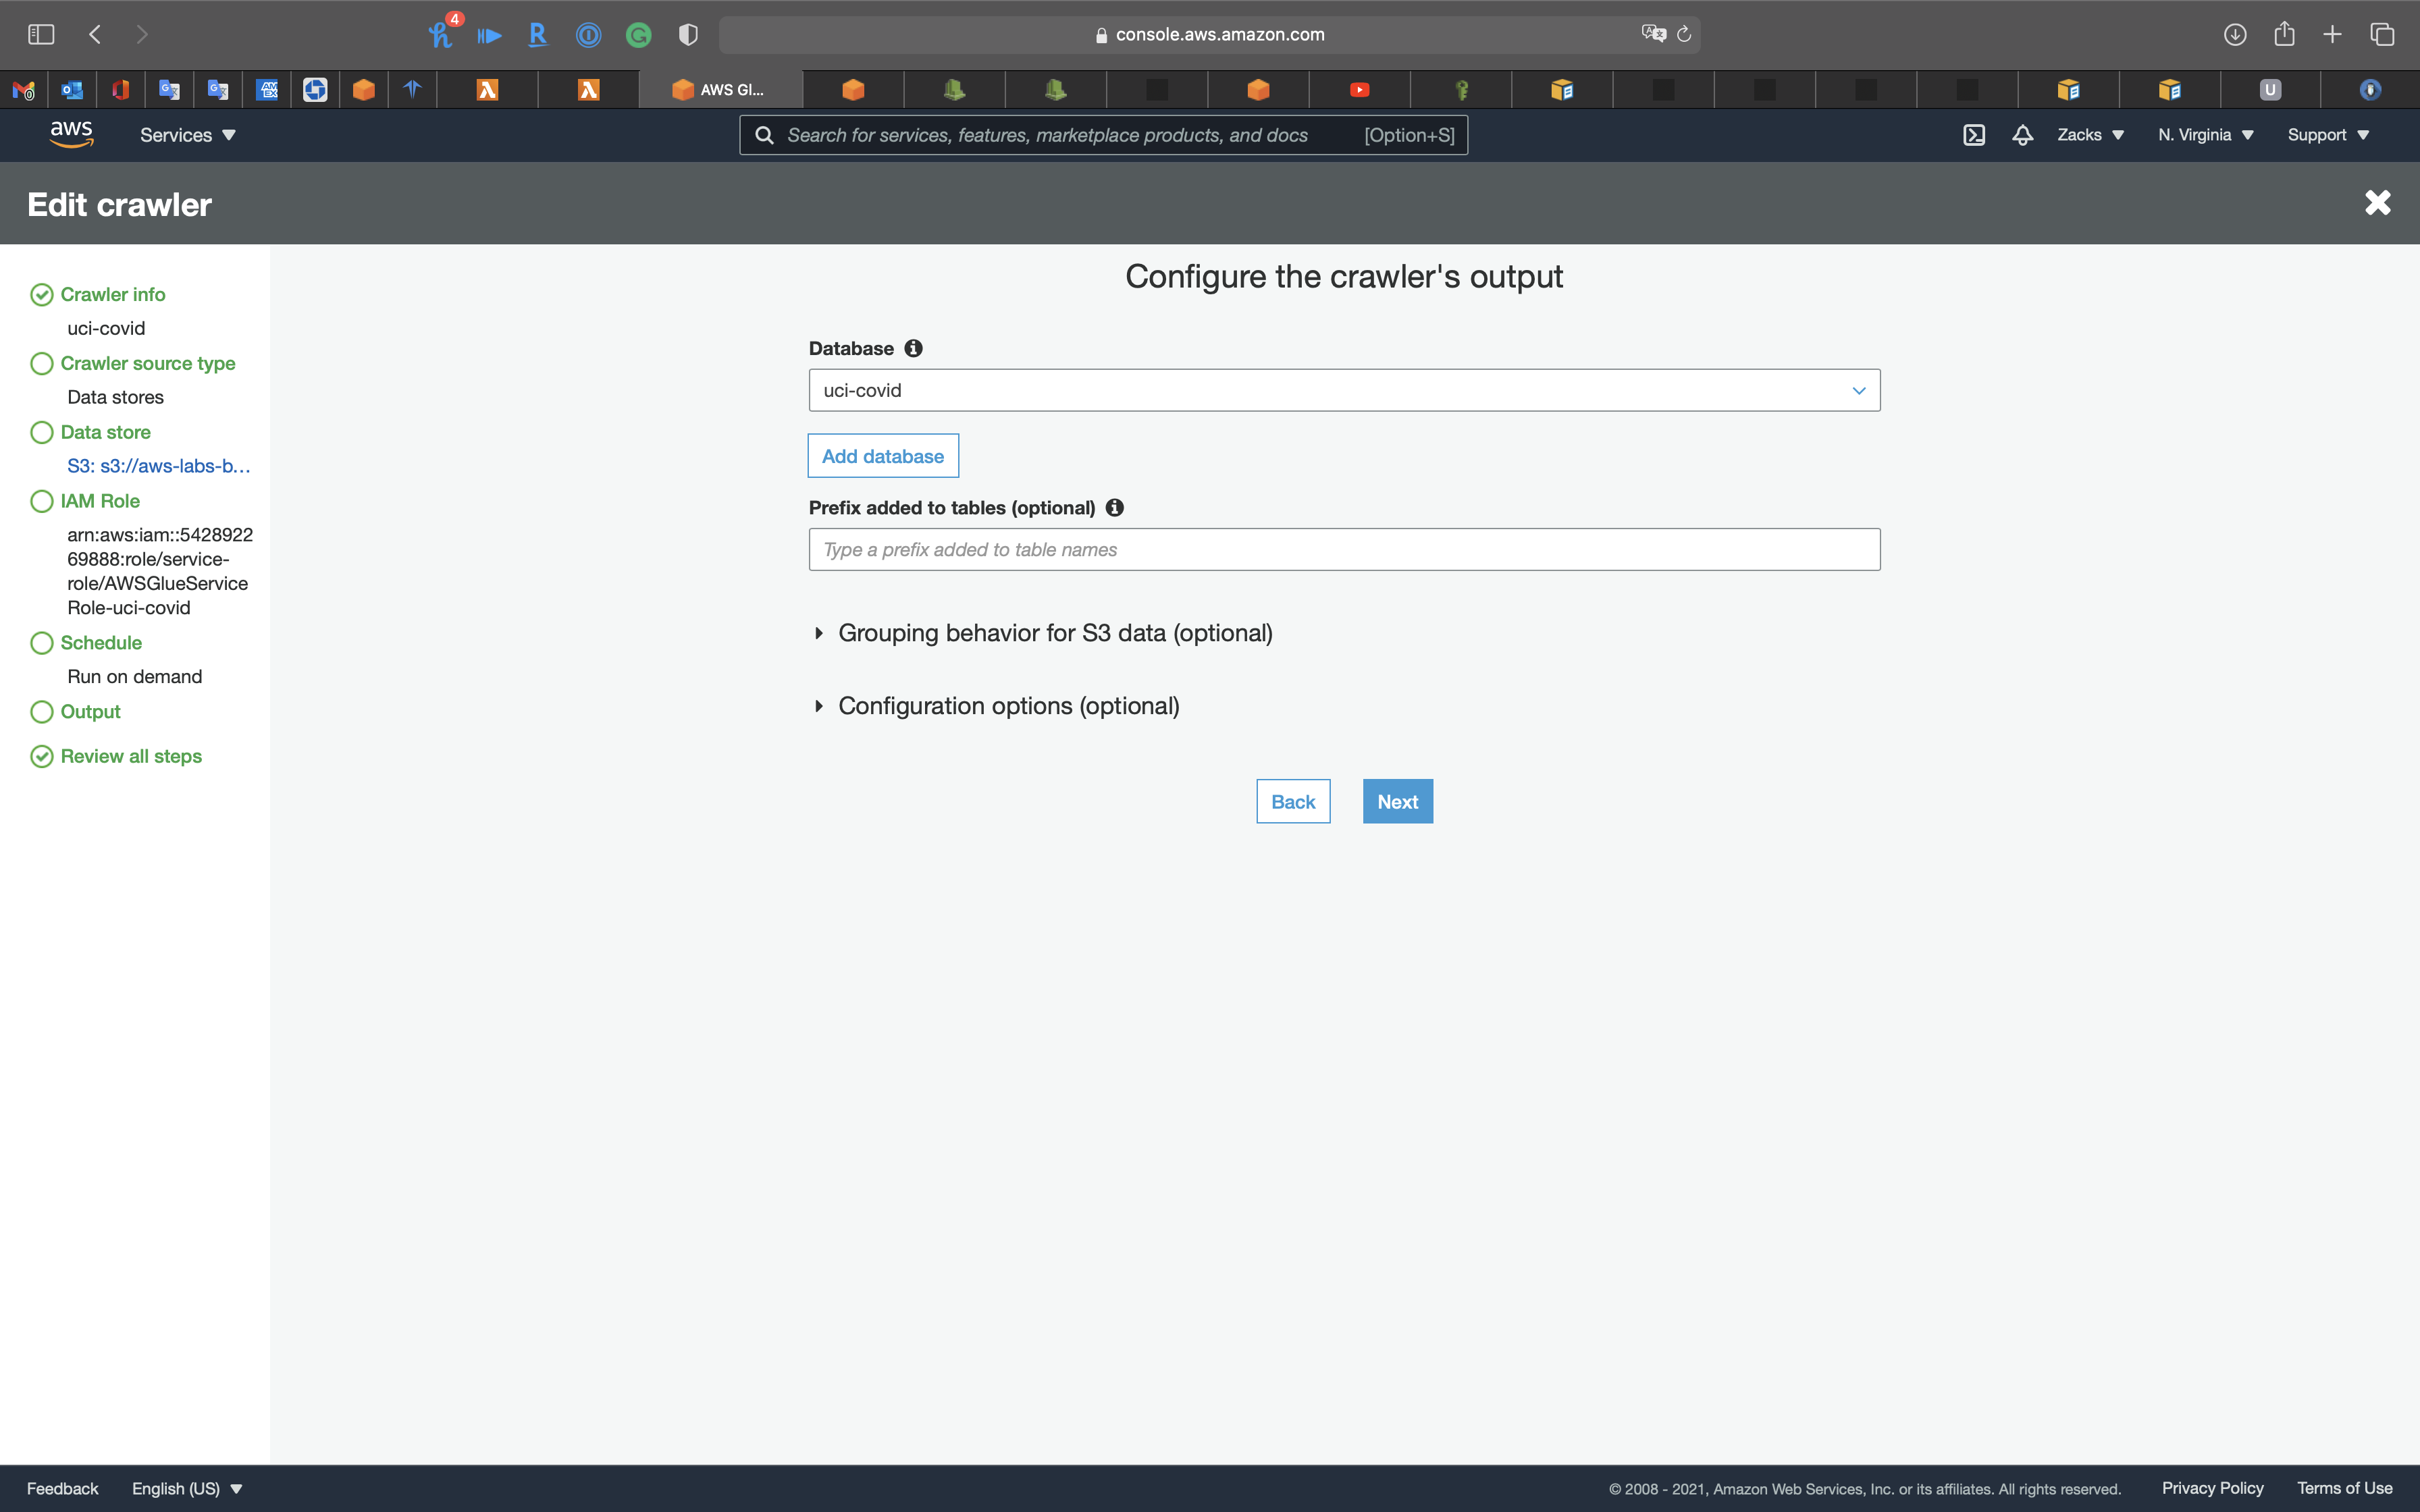 4
console.aws.amazon.com
AWS Gl...
U
aws
Services
Search for services, features, marketplace products, and docs
[Option+S]
Zacks
N. Virginia
Support
Edit crawler
Crawler info
uci-covid
Crawler source type
Data stores
Data store
S3: s3://aws-labs-b...
IAM Role
arn:aws:iam::5428922
69888:role/service-
role/AWSGlueService
Role-uci-covid
Schedule
Run on demand
Output
Review all steps
Configure the crawler's output
Database
uci-covid
Add database
Prefix added to tables (optional)
Type a prefix added to table names
Grouping behavior for S3 data (optional)
Configuration options (optional)
Back
Next
Feedback
English (US)
© 2008 - 2021, Amazon Web Services, Inc. or its affiliates. All rights reserved.
Privacy Policy
Terms of Use